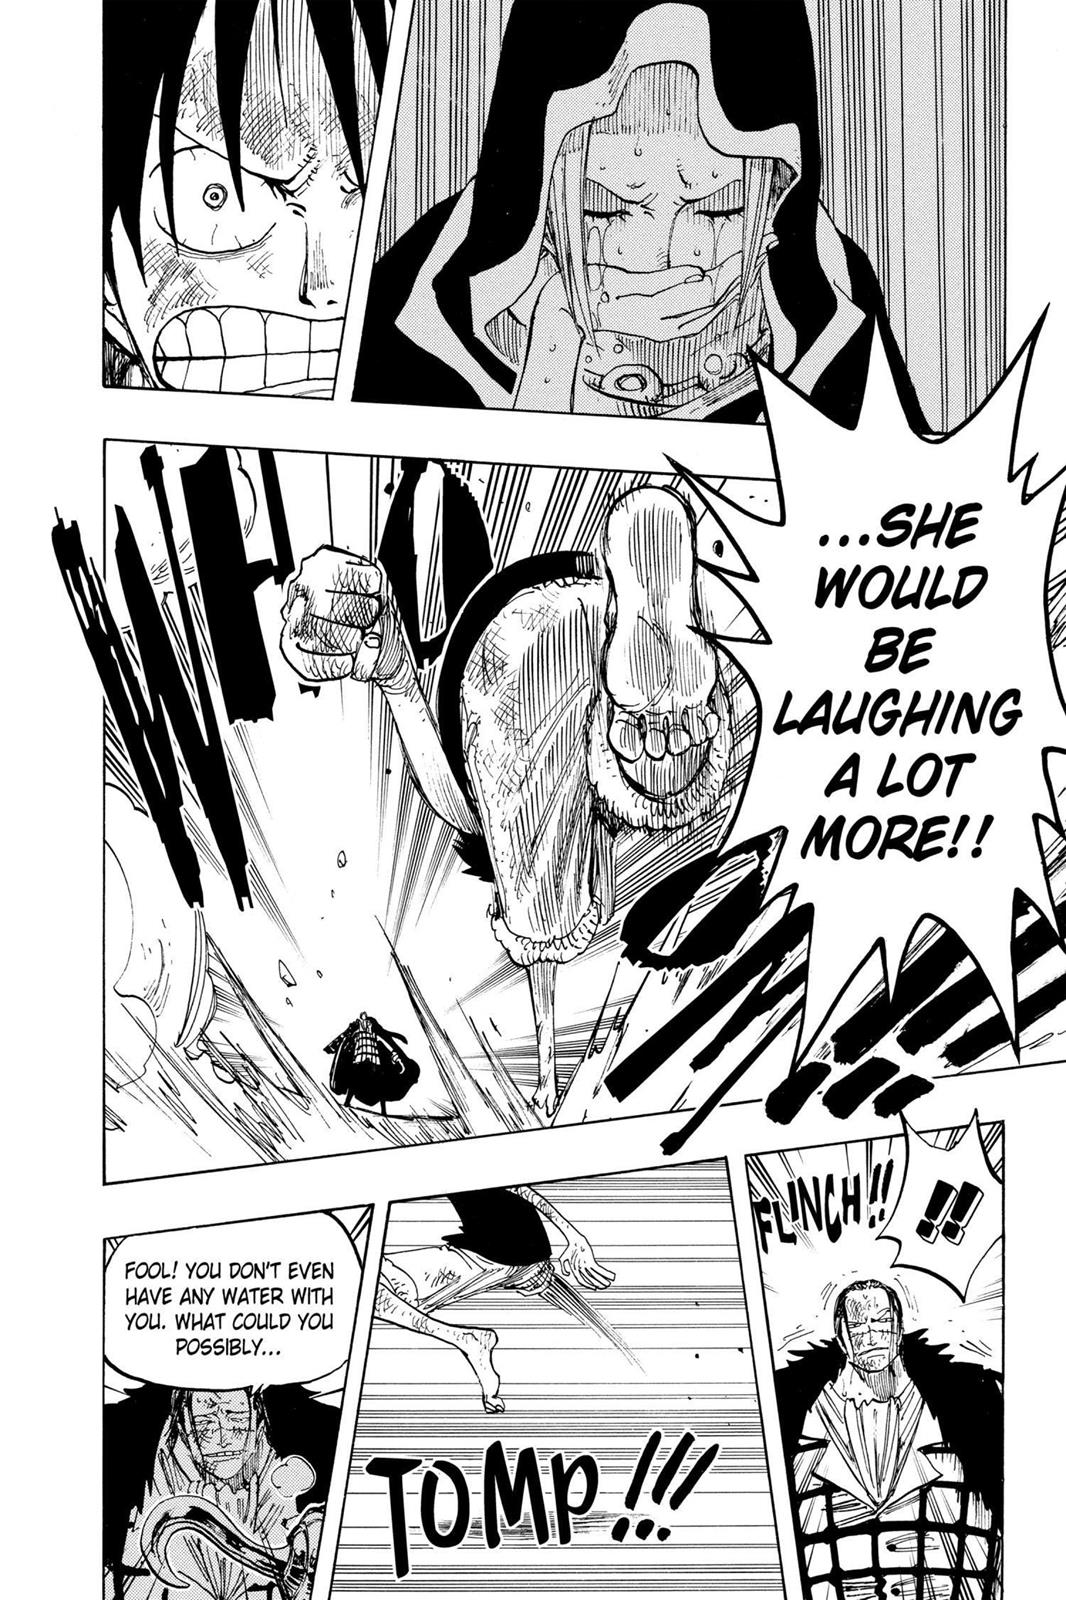 ...SHE
WOULD
BE
LAUGHING
A LOT
MORE!!
FLINCH!!
!!
TOMP!!!
FOOL! YOU DON'T EVEN
HAVE ANY WATER WITH
YOU. WHAT COULD YOU
POSSIBLY...